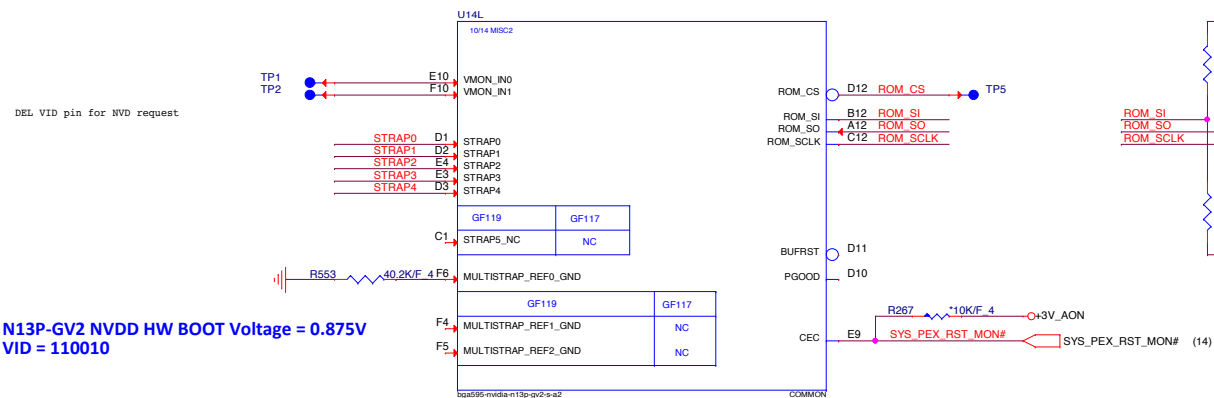 U14L
10/14 MISC2
TP1
TP2
E10
F10
VMON_IN0
VMON_IN1
DEL VID pin for NVD request
STRAP0 D1 STRAP0
STRAP1 D2 STRAP1
STRAP2 E4 STRAP2
STRAP3 E3 STRAP3
STRAP4 D3 STRAP4
GF119 GF117
C1 STRAP5_NC NC
R553 40.2K/F_4 F6 MULTISTRAP_REF0_GND
GF119 GF117
F4 MULTISTRAP_REF1_GND NC
F5 MULTISTRAP_REF2_GND NC
N13P-GV2 NVDD HW BOOT Voltage = 0.875V
VID = 110010
bga595-nvidia-n13p-gv2-s-a2 COMMON
ROM_CS D12 ROM_CS TP5
ROM_SI B12 ROM_SI
ROM_SO A12 ROM_SO
ROM_SCLK C12 ROM_SCLK
ROM_SI
ROM_SO
ROM_SCLK
BUFRST D11
PGOOD D10
R267 *10K/F_4 +3V_AON
CEC E9 SYS_PEX_RST_MON# SYS_PEX_RST_MON# (14)